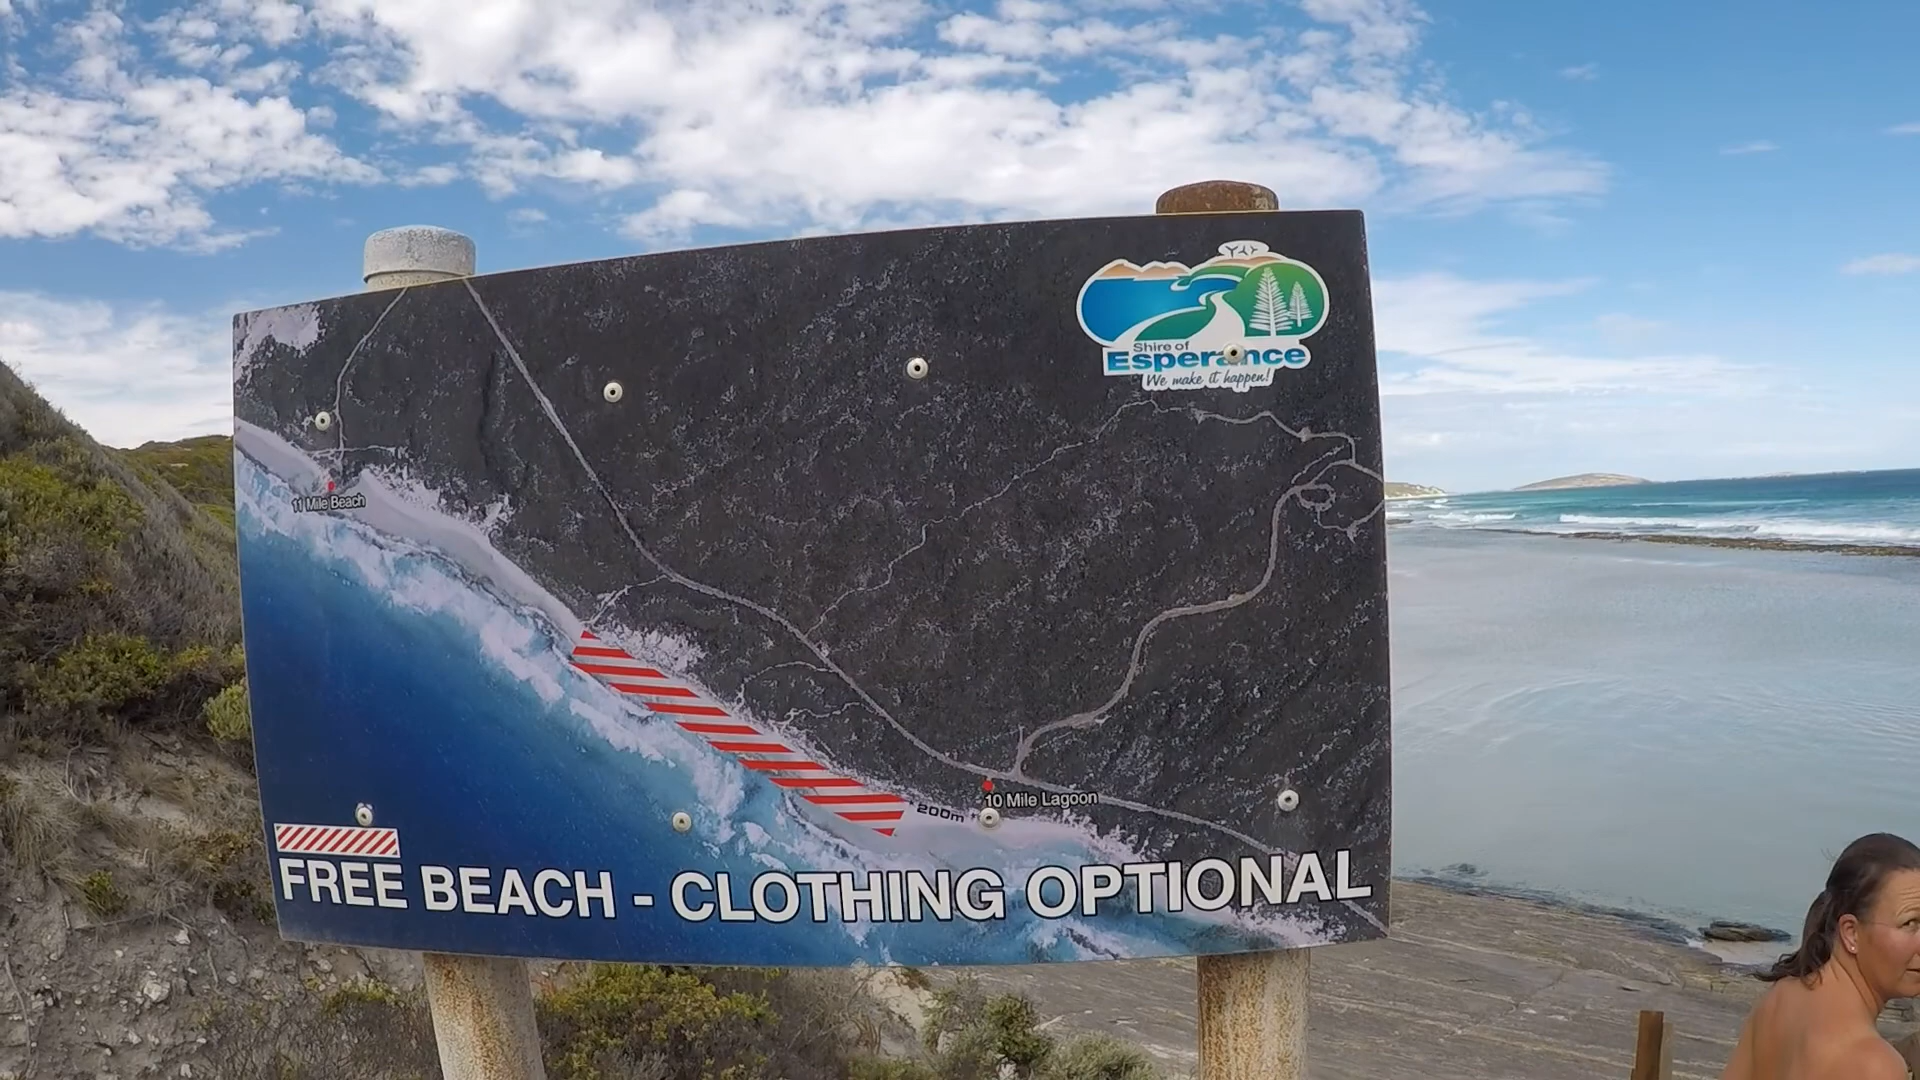 Shire of
Esperance
We make it happen!
11 Mile Beach
10 Mile Lagoon
200m
FREE BEACH - CLOTHING OPTIONAL